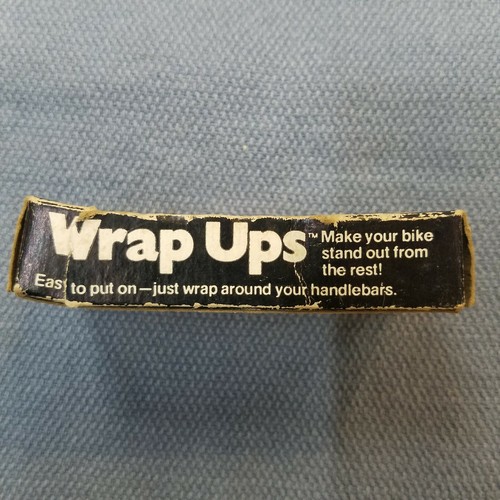 Wrap Ups™
Make your bike
stand out from
the rest!
Easy to put on—just wrap around your handlebars.